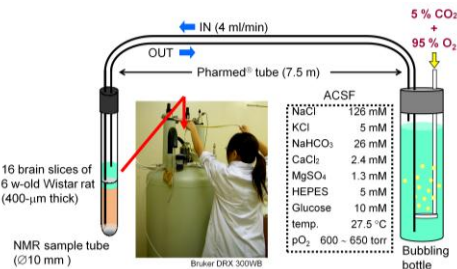 5 % CO₂
+
95 % O₂
IN (4 ml/min)
OUT
Pharmed® tube (7.5 m)
ACSF
NaCl 126 mM
KCl 5 mM
NaHCO₃ 26 mM
CaCl₂ 2.4 mM
MgSO₄ 1.3 mM
HEPES 5 mM
Glucose 10 mM
temp. 27.5 °C
pO₂ 600 ~ 650 torr
16 brain slices of
6 w-old Wistar rat
(400-μm thick)
NMR sample tube
(∅10 mm )
Bruker DRX 300WB
Bubbling
bottle